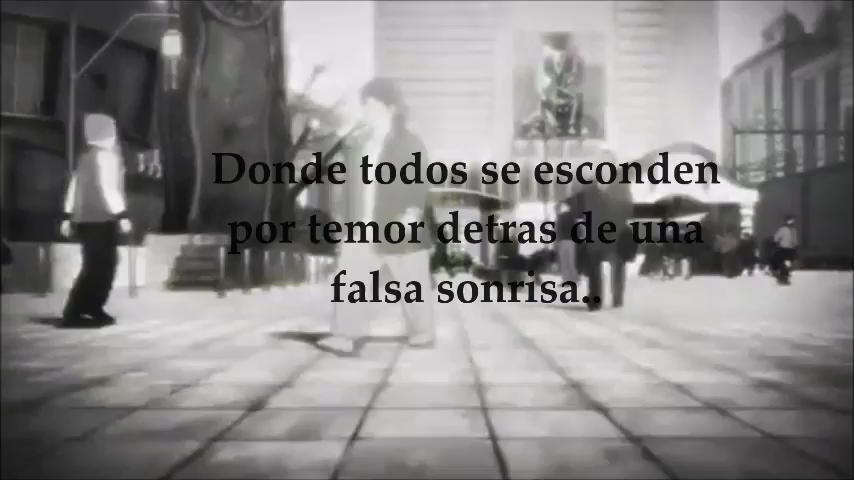 Donde todos se esconden
por temor detras de una
falsa sonrisa..